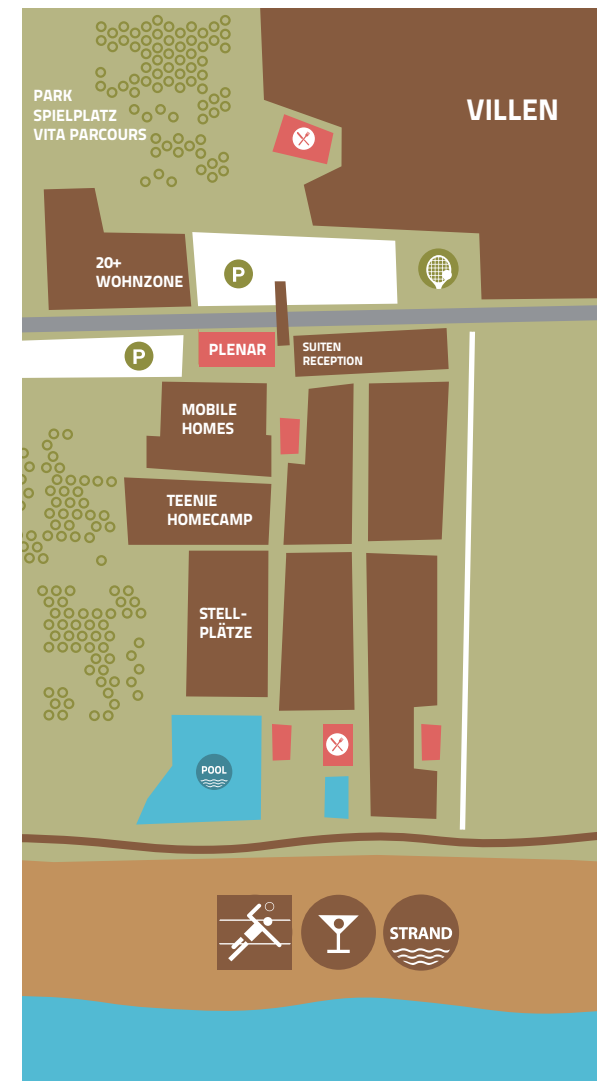 PARK
SPIELPLATZ
VITA PARCOURS
VILLEN
20+
WOHNZONE
P
P
PLENAR
SUITEN
RECEPTION
MOBILE
HOMES
TEENIE
HOMECAMP
STELL-
PLÄTZE
POOL
STRAND